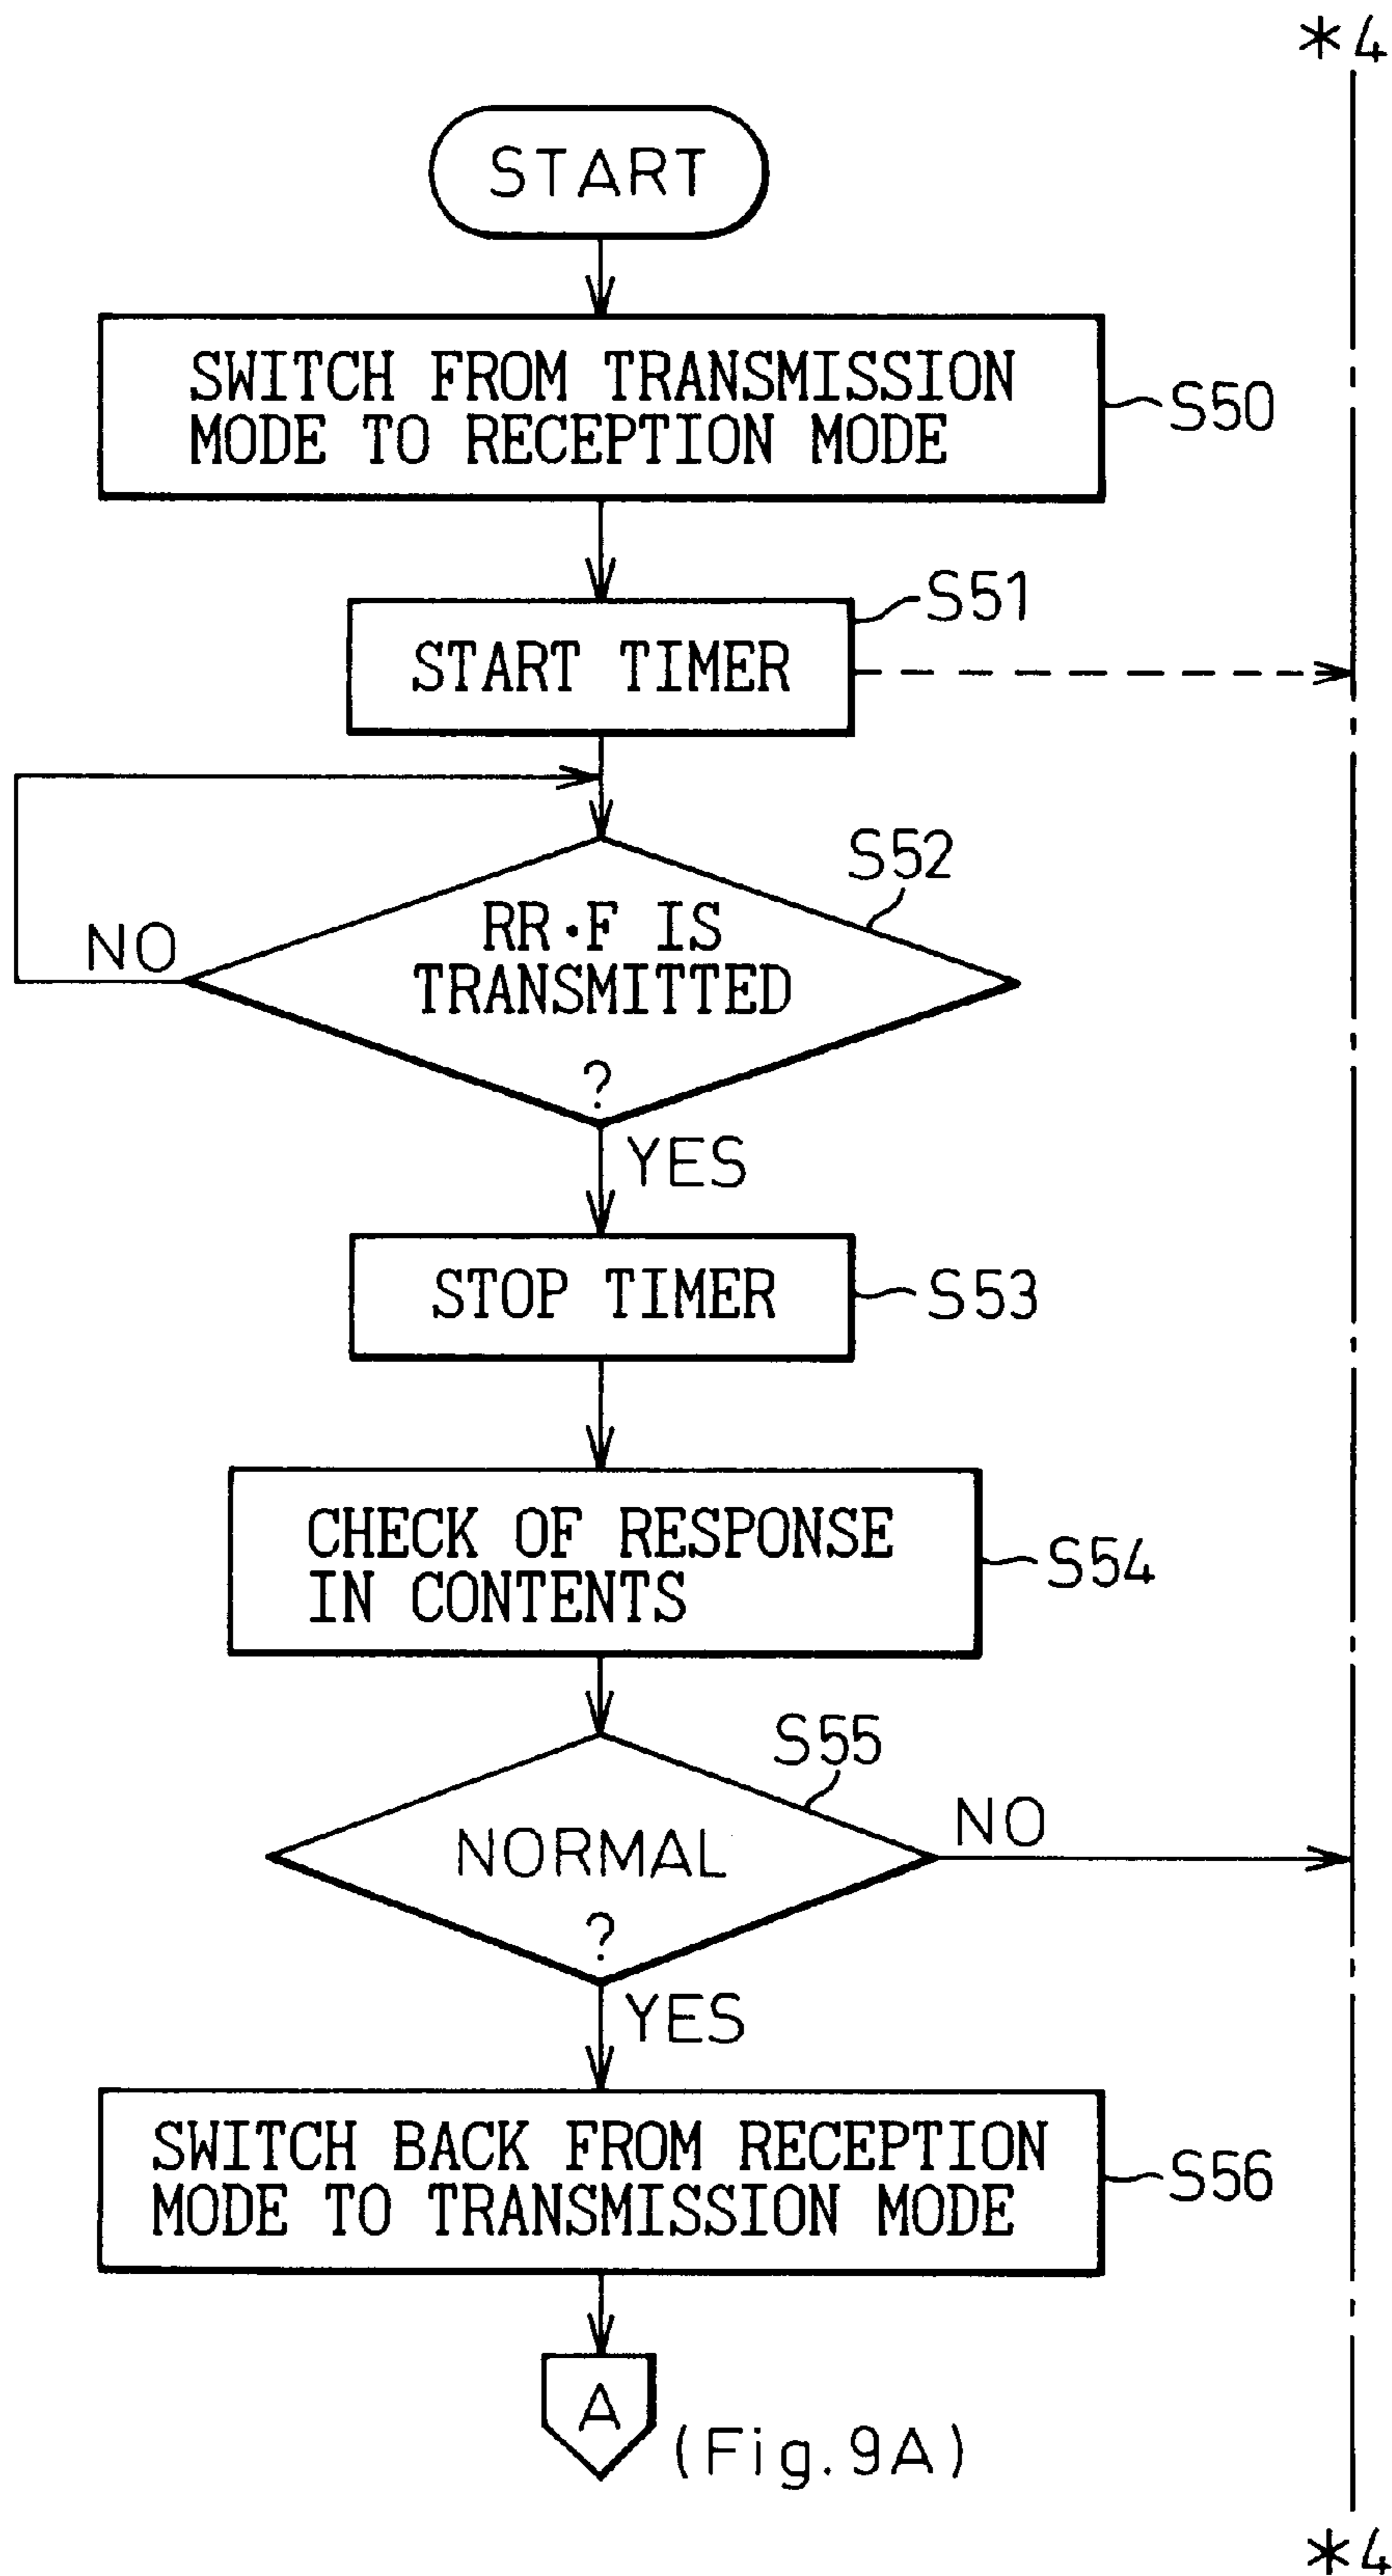 *4
START
SWITCH FROM TRANSMISSION
MODE TO RECEPTION MODE
S50
S51
START TIMER
S52
RR·F IS
TRANSMITTED
?
NO
YES
STOP TIMER
S53
CHECK OF RESPONSE
IN CONTENTS
S54
S55
NORMAL
?
NO
YES
SWITCH BACK FROM RECEPTION
MODE TO TRANSMISSION MODE
S56
A
(Fig.9A)
*4